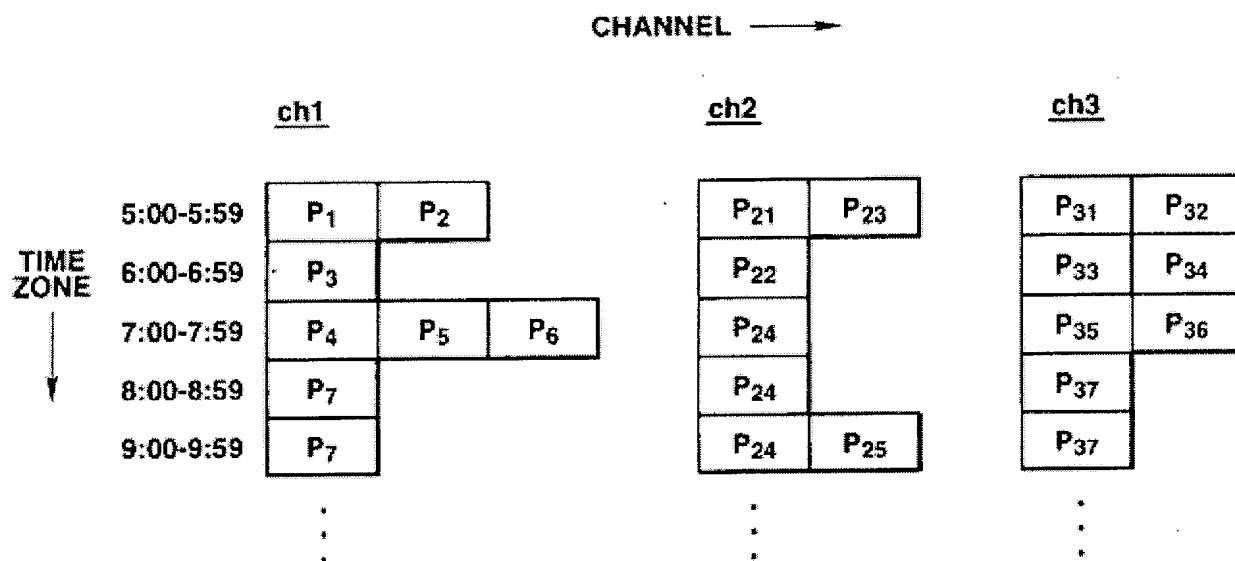 CHANNEL
ch1 ch2 ch3
5:00-5:59 P1 P2 P21 P23 P31 P32
TIME ZONE
6:00-6:59 P3 P22 P33 P34
7:00-7:59 P4 P5 P6 P24 P35 P36
8:00-8:59 P7 P24 P37
9:00-9:59 P7 P24 P25 P37